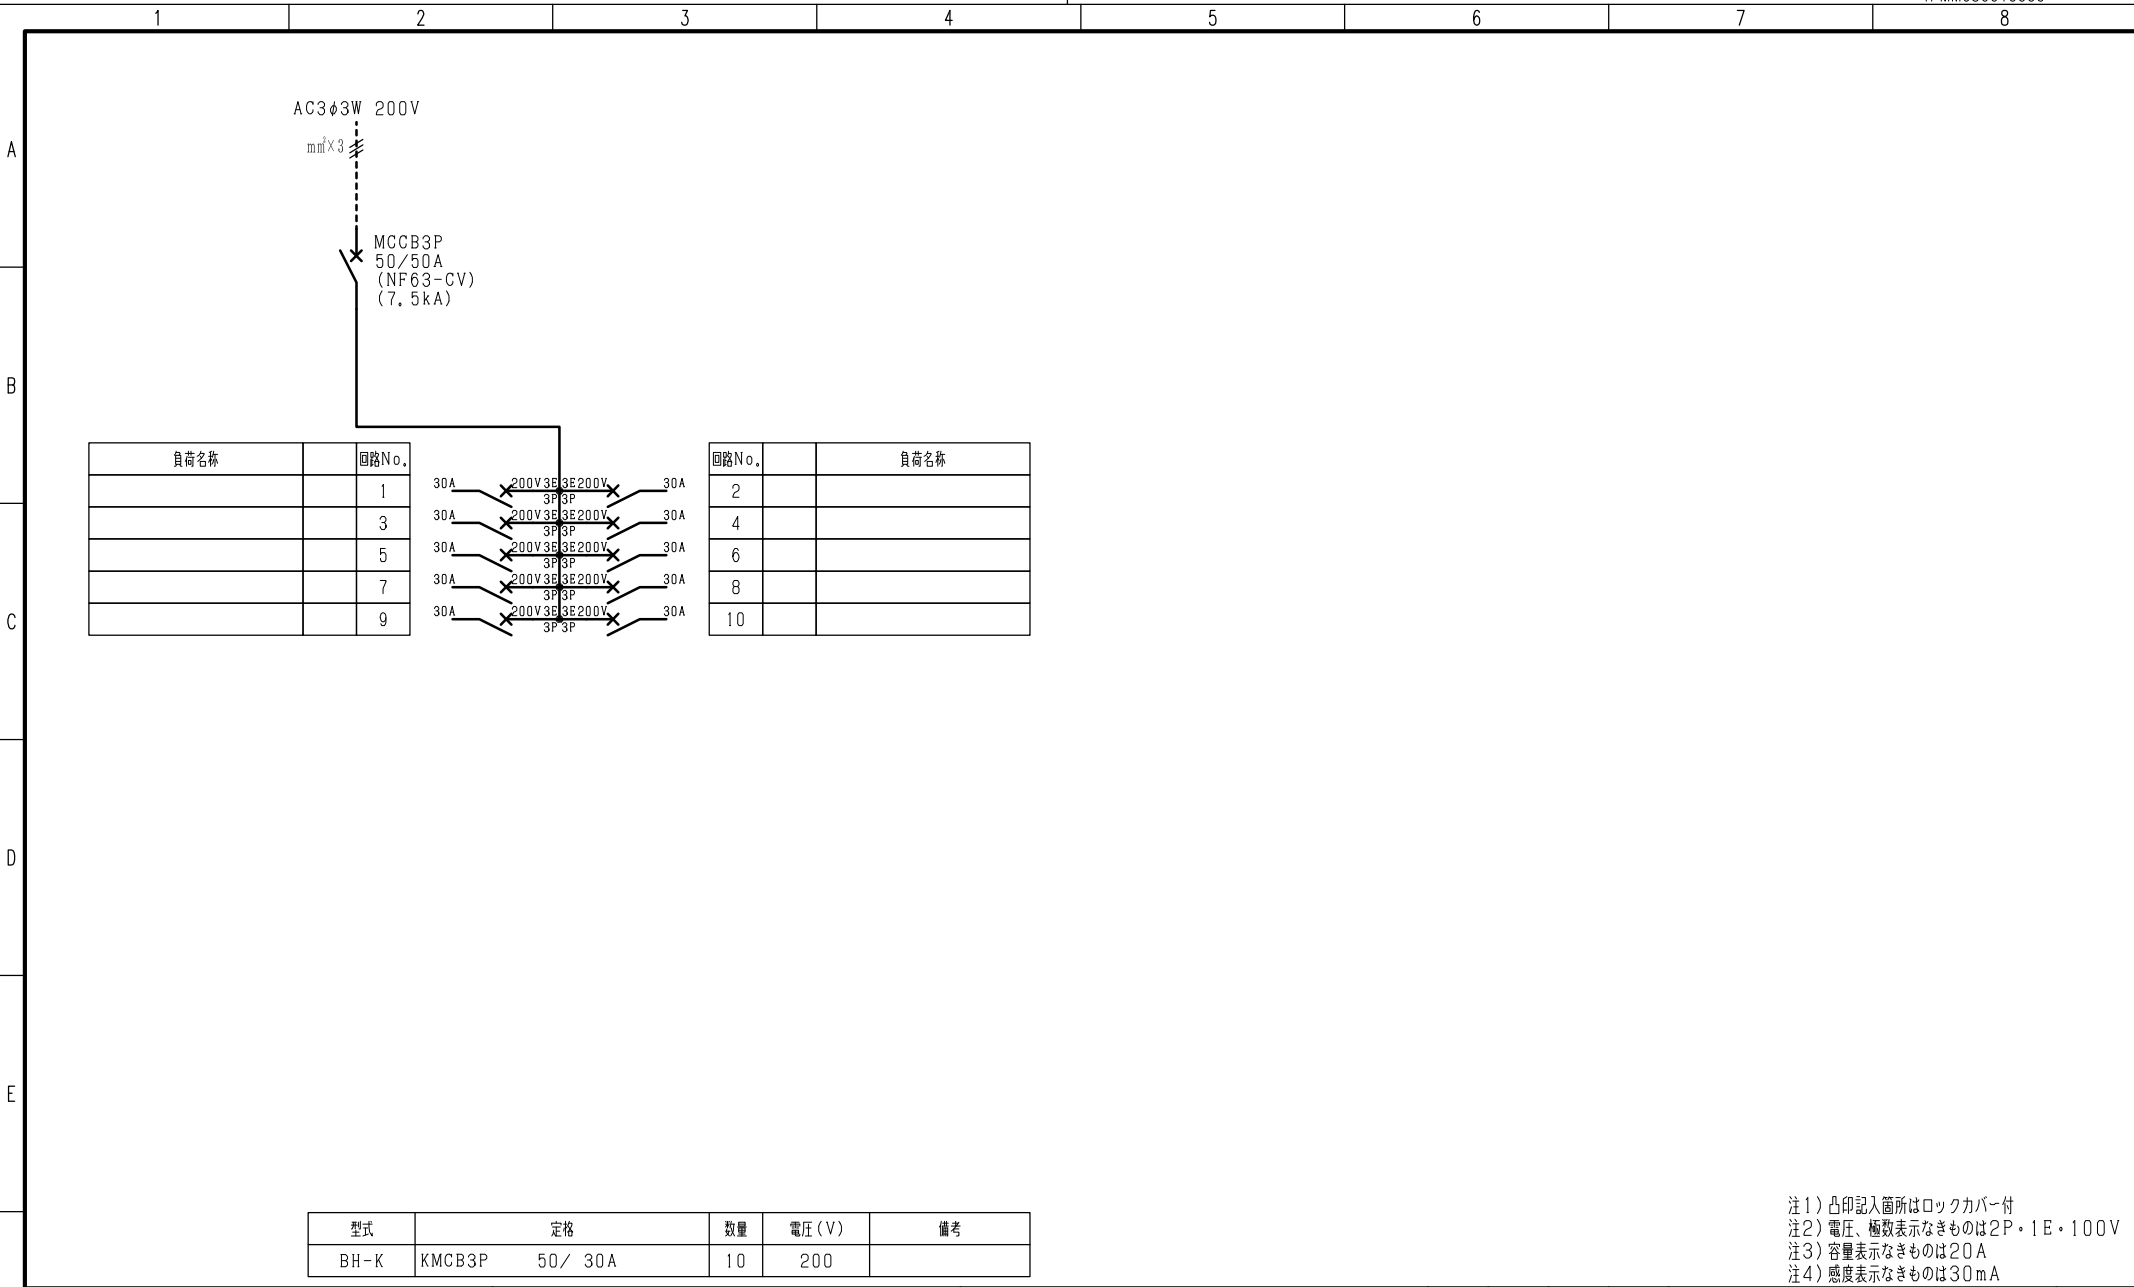 1 2 3 4 5 6 7 8
A
B
C
D
E
AC3φ3W 200V
mm²×3
MCCB3P
50/50A
(NF63-CV)
(7.5kA)
負荷名称 回路No.
回路No. 負荷名称
1 30A 200V 3E 3E 200V 30A 2
3P 3P
3 30A 200V 3E 3E 200V 30A 4
3P 3P
5 30A 200V 3E 3E 200V 30A 6
3P 3P
7 30A 200V 3E 3E 200V 30A 8
3P 3P
9 30A 200V 3E 3E 200V 30A 10
3P 3P
型式 定格 数量 電圧(V) 備考
BH-K KMCB3P 50/ 30A 10 200
注1)凸印記入箇所はロックカバー付
注2)電圧、極数表示なきものは2P・1E・100V
注3)容量表示なきものは20A
注4)感度表示なきものは30mA